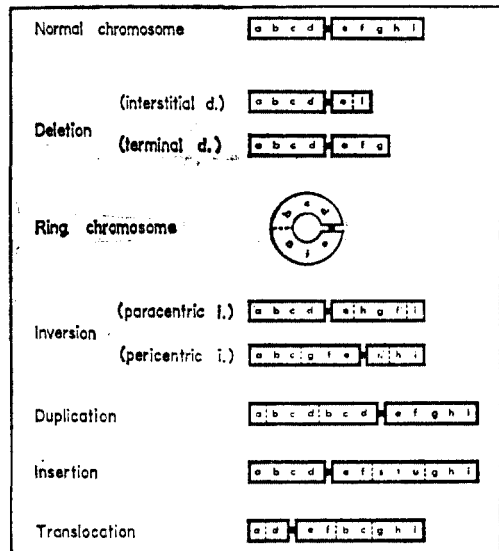 Normal chromosome a b c d e f g h i
(interstitial d.) a b c d e i
Deletion
(terminal d.) a b c d e f g
Ring chromosome
(paracentric i.) a b c d e h g f i
Inversion
(pericentric i.) a b c g f e h i
Duplication a b c d b c d e f g h i
Insertion a b c d e f s t u g h i
Translocation a d e f b c g h i